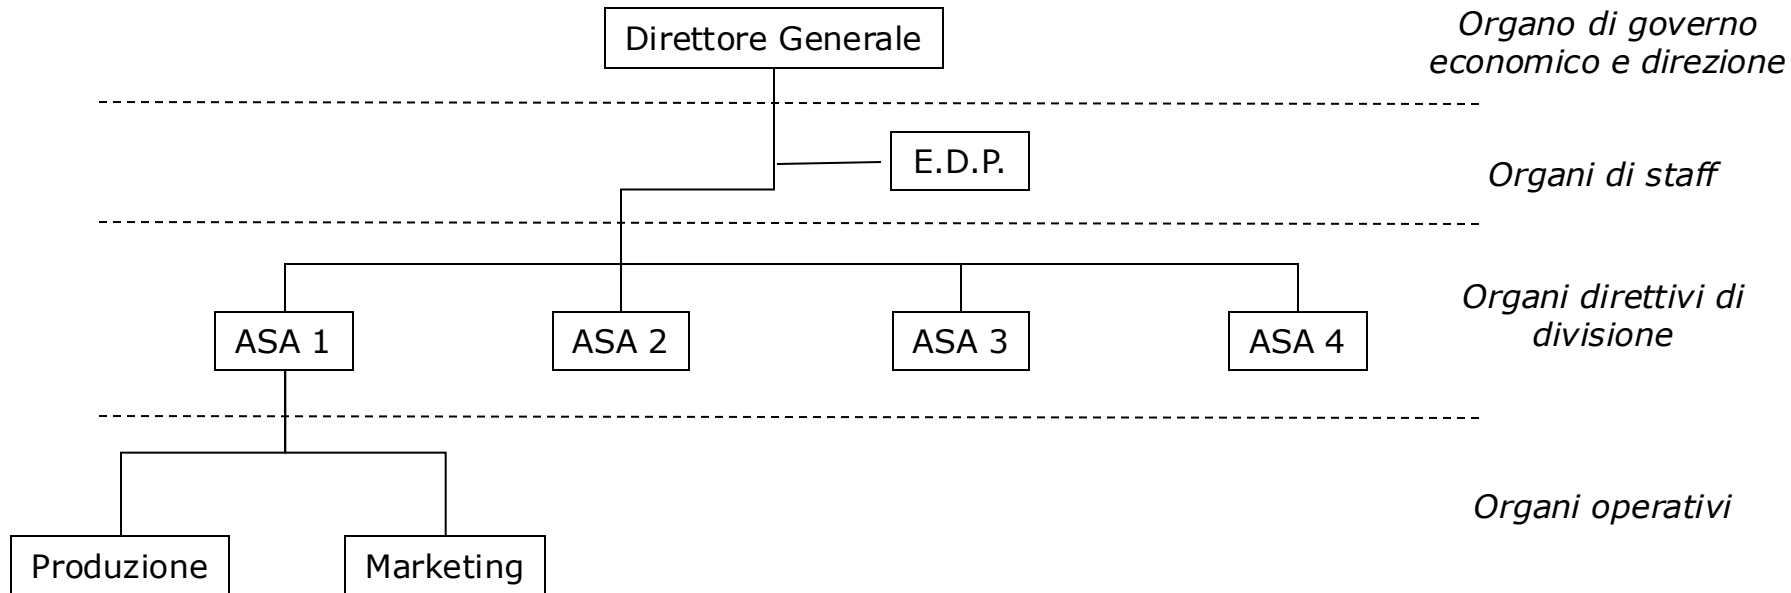 Direttore Generale
Organo di governo
economico e direzione
E.D.P.
Organi di staff
Organi direttivi di
divisione
ASA 1
ASA 2
ASA 3
ASA 4
Organi operativi
Produzione
Marketing